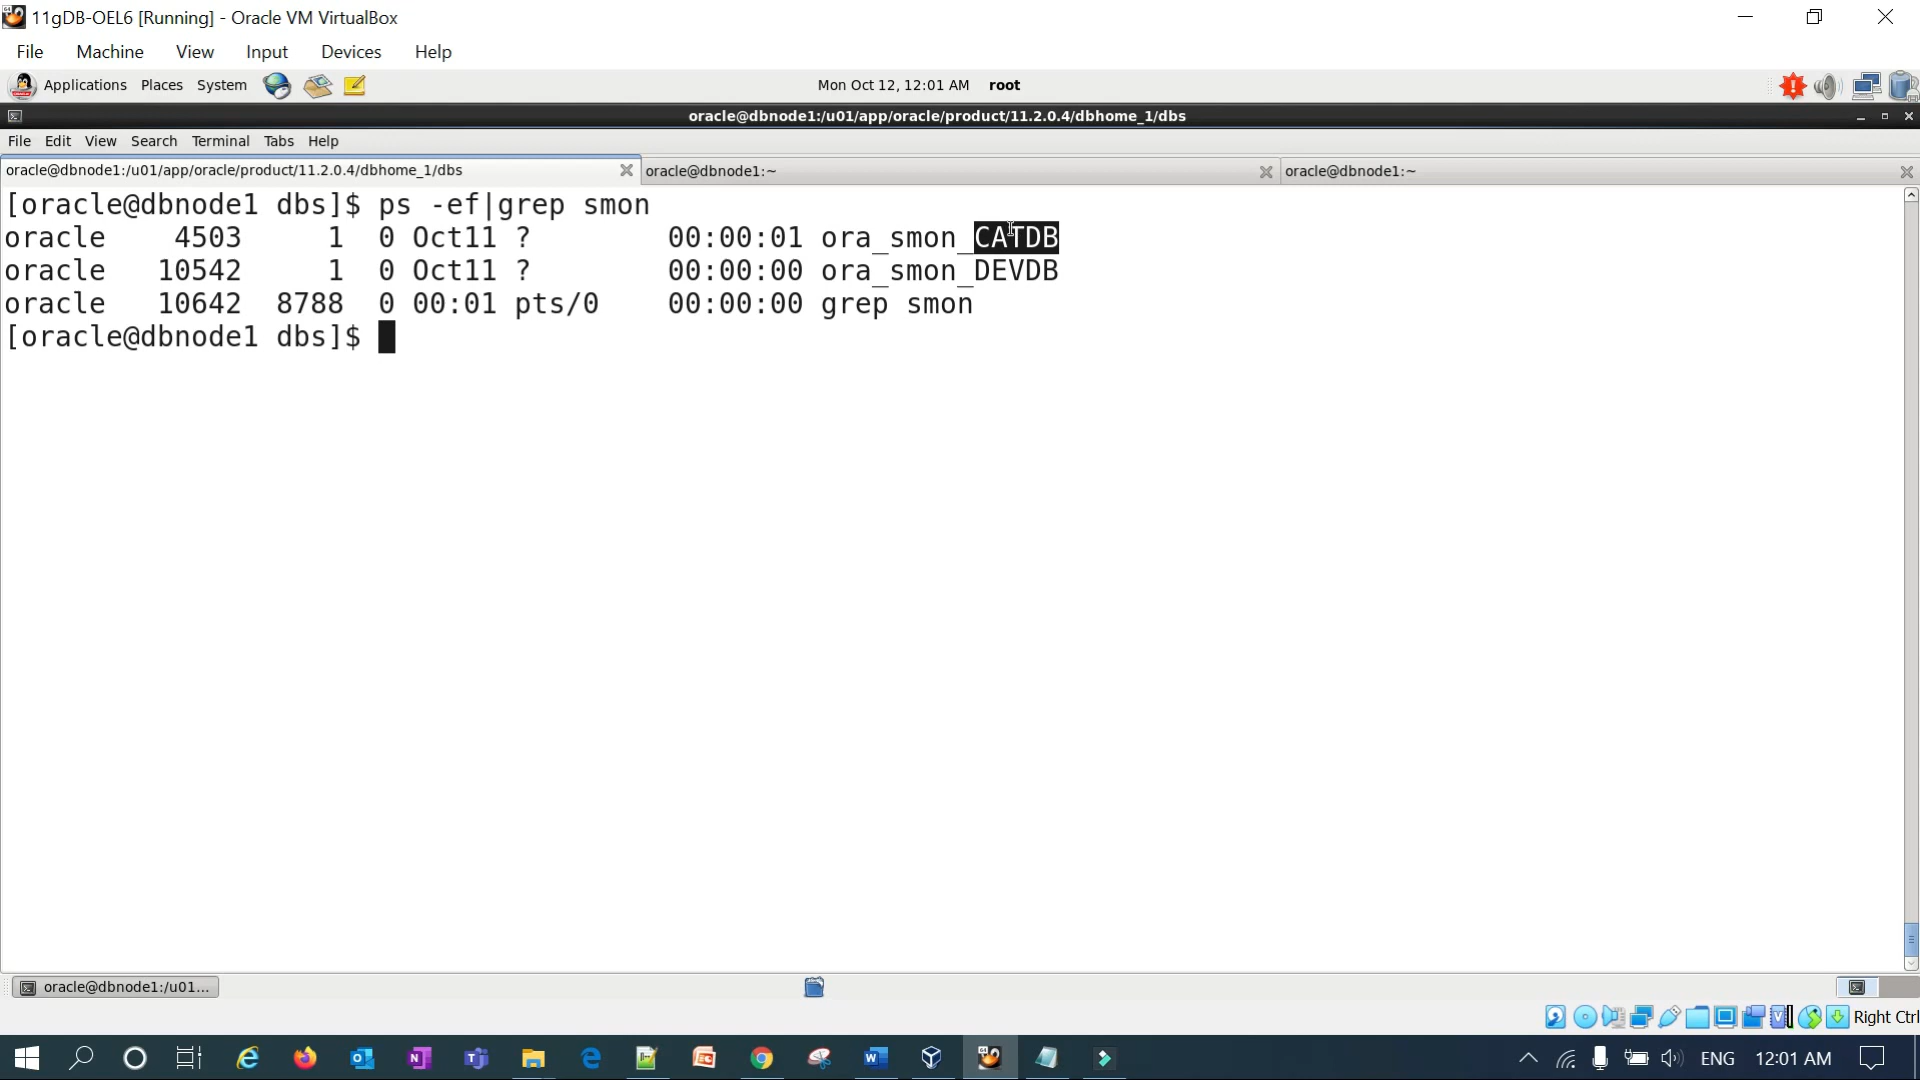 11gDB-OEL6 [Running] - Oracle VM VirtualBox
File Machine View Input Devices Help
Applications Places System Mon Oct 12, 12:01 AM root
oracle@dbnode1:/u01/app/oracle/product/11.2.0.4/dbhome_1/dbs
File Edit View Search Terminal Tabs Help
oracle@dbnode1:/u01/app/oracle/product/11.2.0.4/dbhome_1/dbs oracle@dbnode1:~ oracle@dbnode1:~
[oracle@dbnode1 dbs]$ ps -ef|grep smon
oracle 4503 1 0 Oct11 ? 00:00:01 ora_smon_CATDB
oracle 10542 1 0 Oct11 ? 00:00:00 ora_smon_DEVDB
oracle 10642 8788 0 00:01 pts/0 00:00:00 grep smon
[oracle@dbnode1 dbs]$
oracle@dbnode1:/u01...
Right Ctrl
ENG 12:01 AM